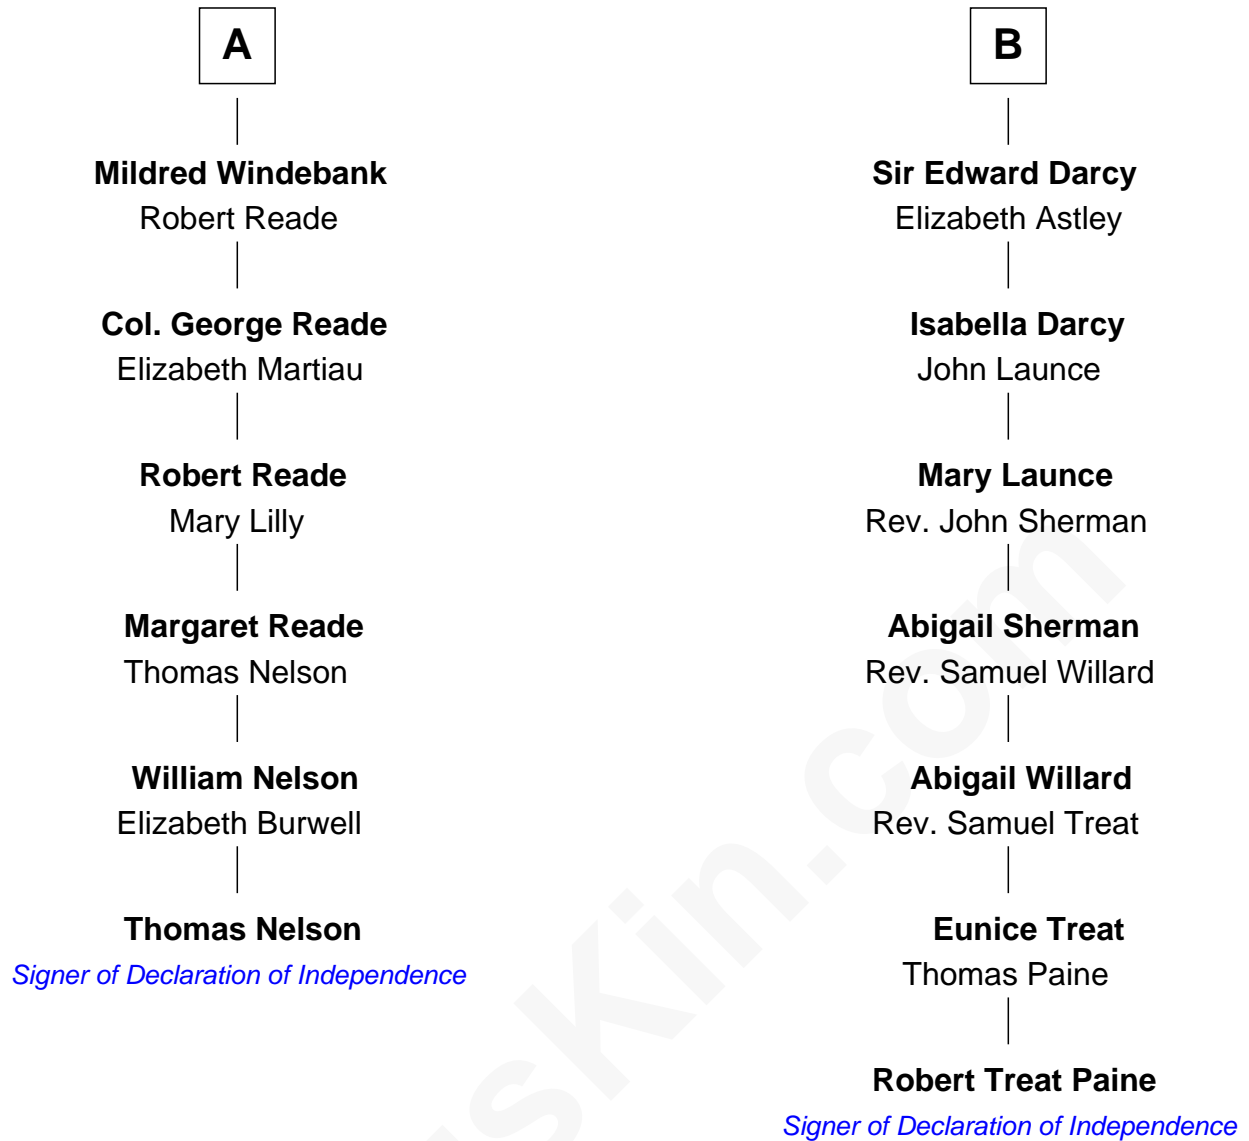 A
Mildred Windebank
Robert Reade
Col. George Reade
Elizabeth Martiau
Robert Reade
Mary Lilly
Margaret Reade
Thomas Nelson
William Nelson
Elizabeth Burwell
Thomas Nelson
Signer of Declaration of Independence
B
Sir Edward Darcy
Elizabeth Astley
Isabella Darcy
John Launce
Mary Launce
Rev. John Sherman
Abigail Sherman
Rev. Samuel Willard
Abigail Willard
Rev. Samuel Treat
Eunice Treat
Thomas Paine
Robert Treat Paine
Signer of Declaration of Independence